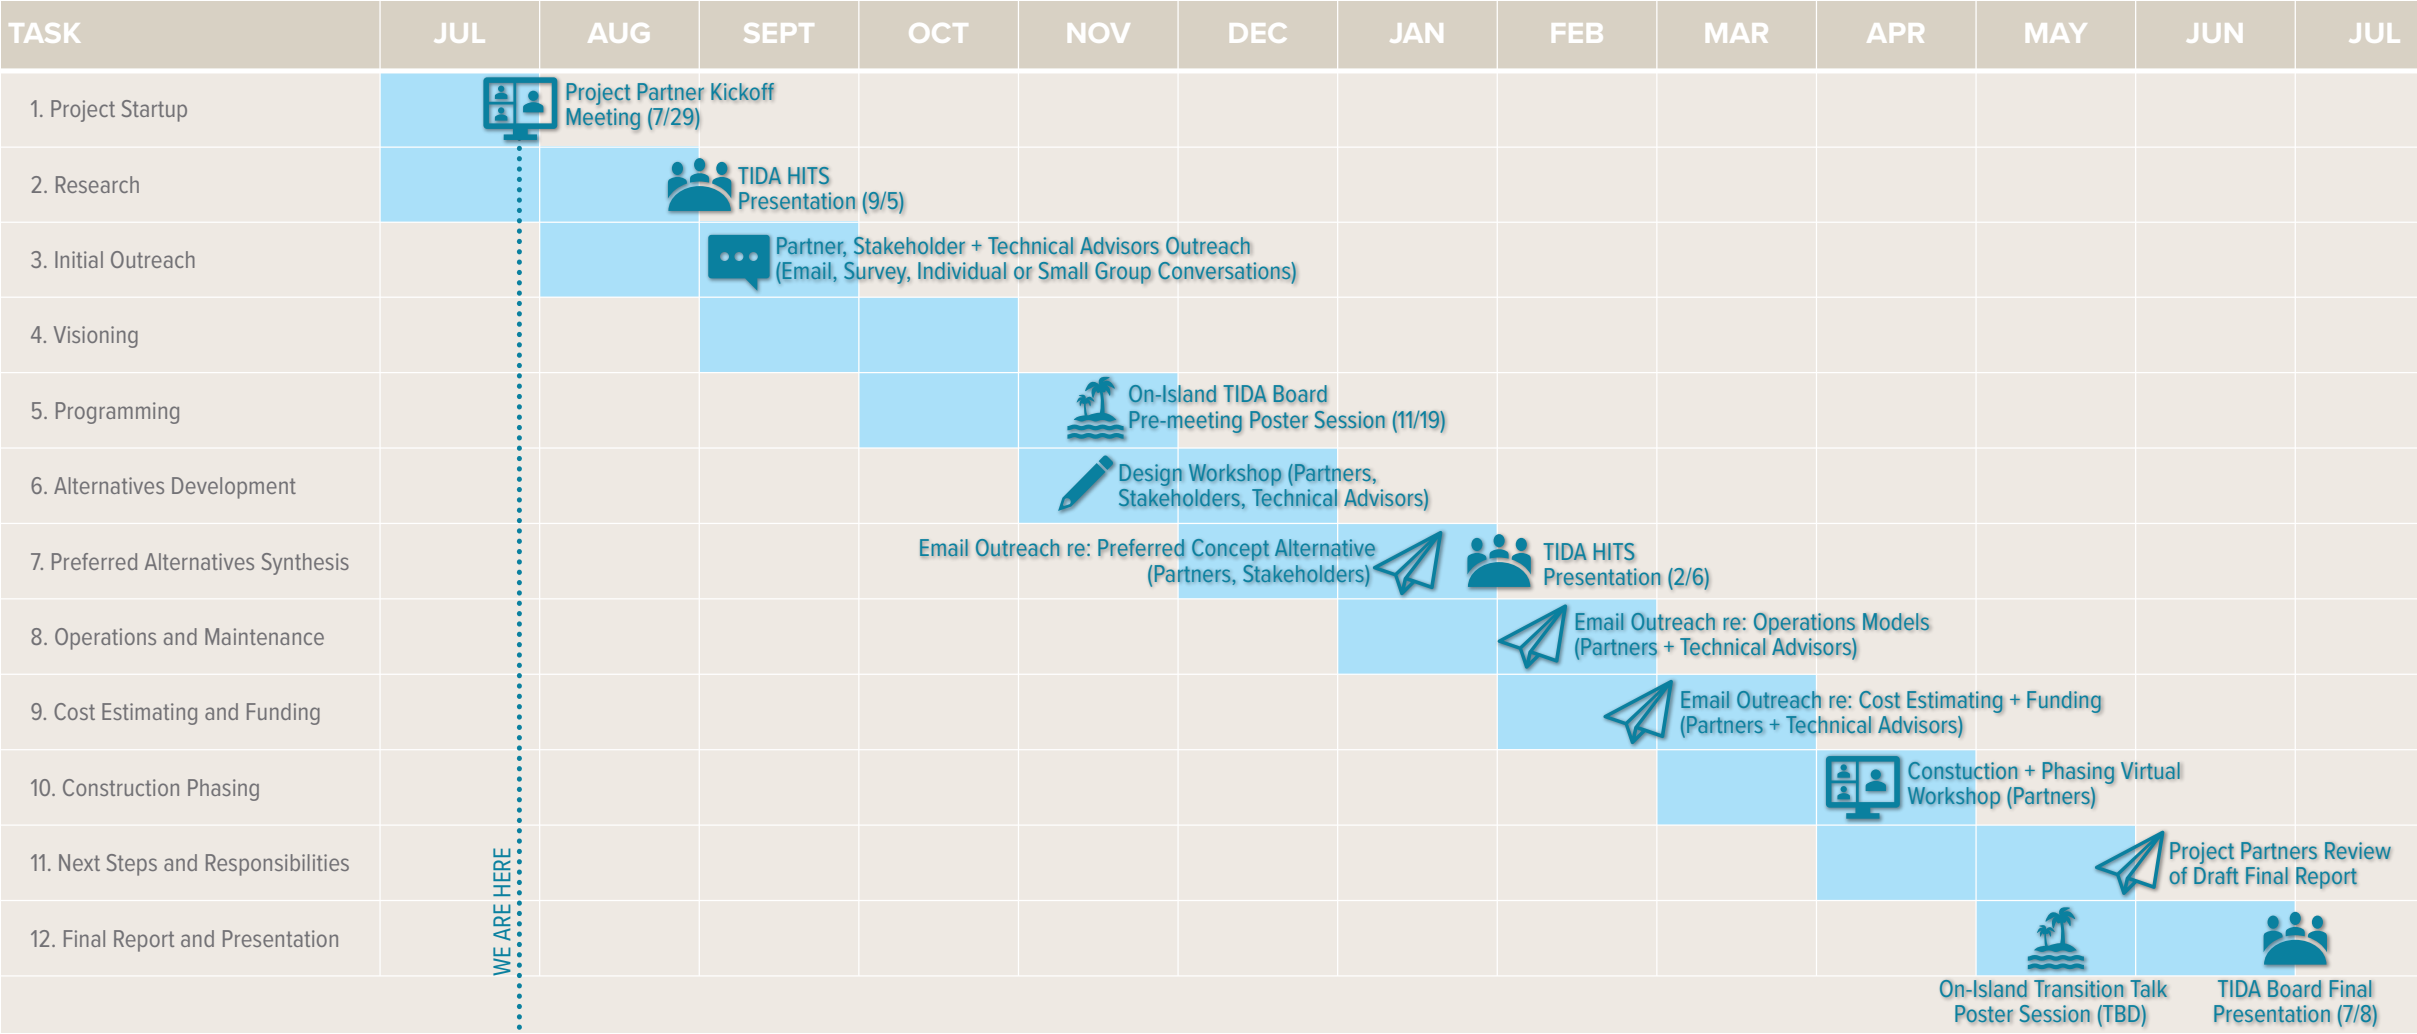 TASK JUL AUG SEPT OCT NOV DEC JAN FEB MAR APR MAY JUN JUL
1. Project Startup
Project Partner Kickoff
Meeting (7/29)
2. Research
TIDA HITS
Presentation (9/5)
3. Initial Outreach
Partner, Stakeholder + Technical Advisors Outreach
(Email, Survey, Individual or Small Group Conversations)
4. Visioning
5. Programming
On-Island TIDA Board
Pre-meeting Poster Session (11/19)
6. Alternatives Development
Design Workshop (Partners,
Stakeholders, Technical Advisors)
7. Preferred Alternatives Synthesis
Email Outreach re: Preferred Concept Alternative
(Partners, Stakeholders)
TIDA HITS
Presentation (2/6)
8. Operations and Maintenance
Email Outreach re: Operations Models
(Partners + Technical Advisors)
9. Cost Estimating and Funding
Email Outreach re: Cost Estimating + Funding
(Partners + Technical Advisors)
10. Construction Phasing
Constuction + Phasing Virtual
Workshop (Partners)
11. Next Steps and Responsibilities
Project Partners Review
of Draft Final Report
12. Final Report and Presentation
WE ARE HERE
On-Island Transition Talk
Poster Session (TBD)
TIDA Board Final
Presentation (7/8)